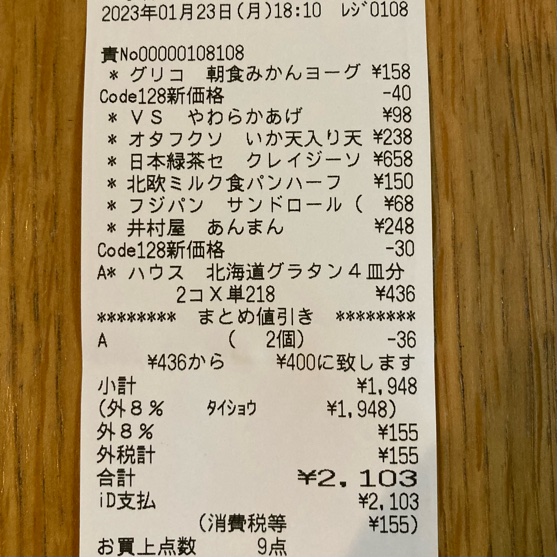 2023年01月23日(月)18:10 ﾚｼﾞ0108
責No00000108108
* グリコ 朝食みかんヨーグ ¥158
Code128新価格 -40
* VS やわらかあげ ¥98
* オタフクソ いか天入り天 ¥238
* 日本緑茶セ クレイジーソ ¥658
* 北欧ミルク食パンハーフ ¥150
* フジパン サンドロール( ¥68
* 井村屋 あんまん ¥248
Code128新価格 -30
A* ハウス 北海道グラタン4皿分
2コX単218 ¥436
******** まとめ値引き ********
A ( 2個) -36
¥436から ¥400に致します
小計 ¥1,948
(外8% ﾀｲｼｮｳ ¥1,948)
外8% ¥155
外税計 ¥155
合計 ¥2,103
iD支払 ¥2,103
(消費税等 ¥155)
お買上点数 9点